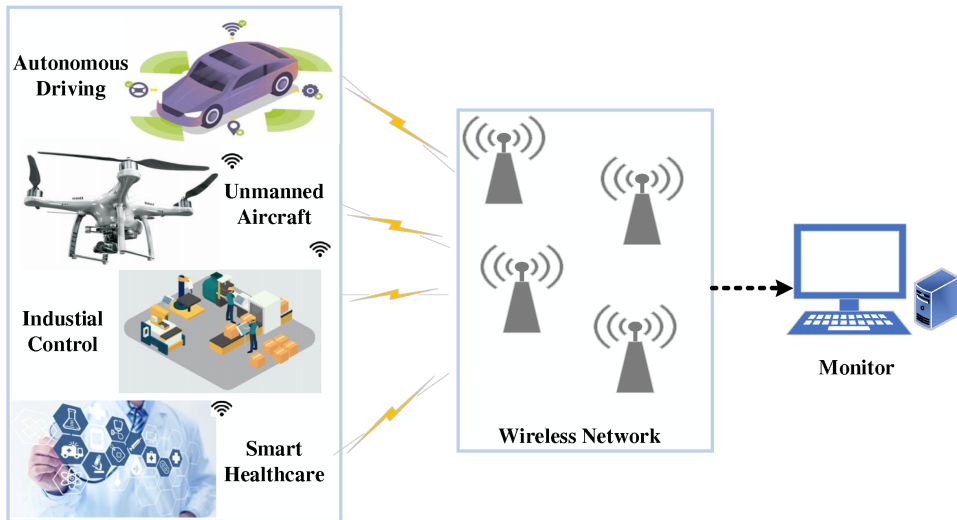 Autonomous
Driving
Unmanned
Aircraft
Industial
Control
Smart
Healthcare
Wireless Network
Monitor